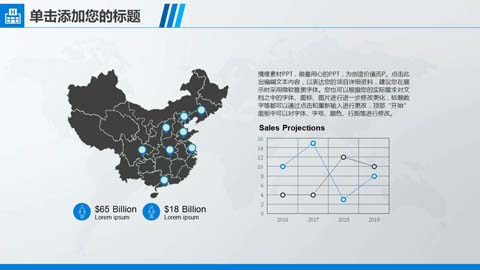 单击添加您的标题
情缘素材PPT，做最用心的PPT，为创造价值而P。点击此
出编辑文本内容，以表达您的项目详细资料，建议您在展
示时采用微软雅黑字体。您也可以根据您的实际需求对文
档之中的字体、图标、图片进行进一步修改美化，标题数
字等都可以通过点击和重新输入进行更改，顶部“开始”
面板中可以对字体、字号、颜色、行距等进行修改。
Sales Projections
16
14
12
10
8
6
4
2
0
2016 2017 2018 2019
$65 Billion
Lorem ipsum
$18 Billion
Lorem ipsum